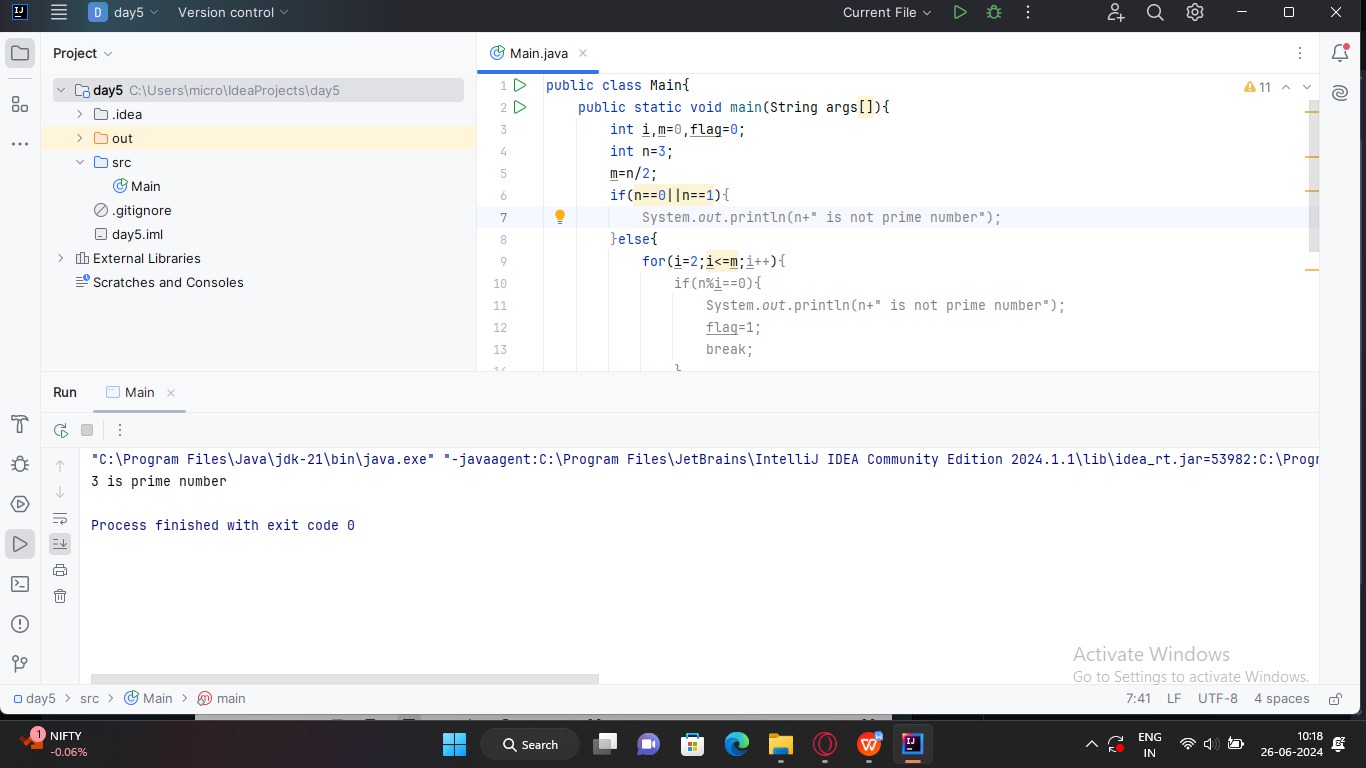 day5
Version control
Current File
Project
day5 C:\Users\micro\IdeaProjects\day5
.idea
out
src
Main
.gitignore
day5.iml
External Libraries
Scratches and Consoles
Main.java
11
1 public class Main{
2 public static void main(String args[]){
3 int i,m=0,flag=0;
4 int n=3;
5 m=n/2;
6 if(n==0||n==1){
7 System.out.println(n+" is not prime number");
8 }else{
9 for(i=2;i<=m;i++){
10 if(n%i==0){
11 System.out.println(n+" is not prime number");
12 flag=1;
13 break;
14 }
Run
Main
"C:\Program Files\Java\jdk-21\bin\java.exe" "-javaagent:C:\Program Files\JetBrains\IntelliJ IDEA Community Edition 2024.1.1\lib\idea_rt.jar=53982:C:\Progr
3 is prime number
Process finished with exit code 0
Activate Windows
Go to Settings to activate Windows.
day5 > src > Main > main
7:41 LF UTF-8 4 spaces
1
NIFTY
-0.06%
Search
ENG
IN
10:18
26-06-2024